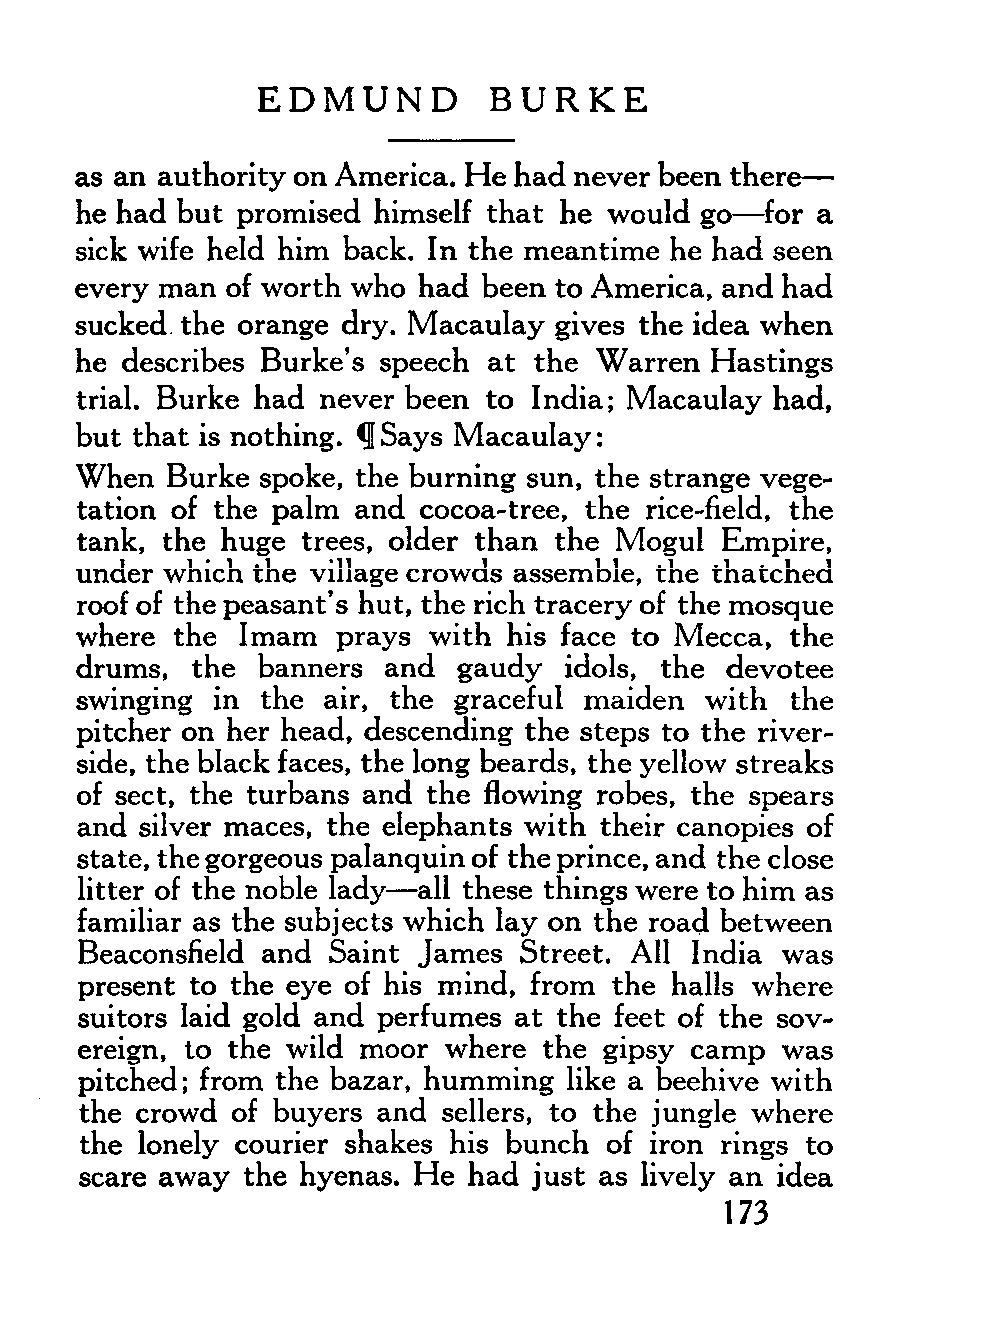 EDMUND BURKE
as an authority on America. He had never been there—
he had but promised himself that he would go—for a
sick wife held him back. In the meantime he had seen
every man of worth who had been to America, and had
sucked the orange dry. Macaulay gives the idea when
he describes Burke's speech at the Warren Hastings
trial. Burke had never been to India; Macaulay had,
but that is nothing. ¶ Says Macaulay:
When Burke spoke, the burning sun, the strange vege-
tation of the palm and cocoa-tree, the rice-field, the
tank, the huge trees, older than the Mogul Empire,
under which the village crowds assemble, the thatched
roof of the peasant's hut, the rich tracery of the mosque
where the Imam prays with his face to Mecca, the
drums, the banners and gaudy idols, the devotee
swinging in the air, the graceful maiden with the
pitcher on her head, descending the steps to the river-
side, the black faces, the long beards, the yellow streaks
of sect, the turbans and the flowing robes, the spears
and silver maces, the elephants with their canopies of
state, the gorgeous palanquin of the prince, and the close
litter of the noble lady—all these things were to him as
familiar as the subjects which lay on the road between
Beaconsfield and Saint James Street. All India was
present to the eye of his mind, from the halls where
suitors laid gold and perfumes at the feet of the sov-
ereign, to the wild moor where the gipsy camp was
pitched; from the bazar, humming like a beehive with
the crowd of buyers and sellers, to the jungle where
the lonely courier shakes his bunch of iron rings to
scare away the hyenas. He had just as lively an idea
173